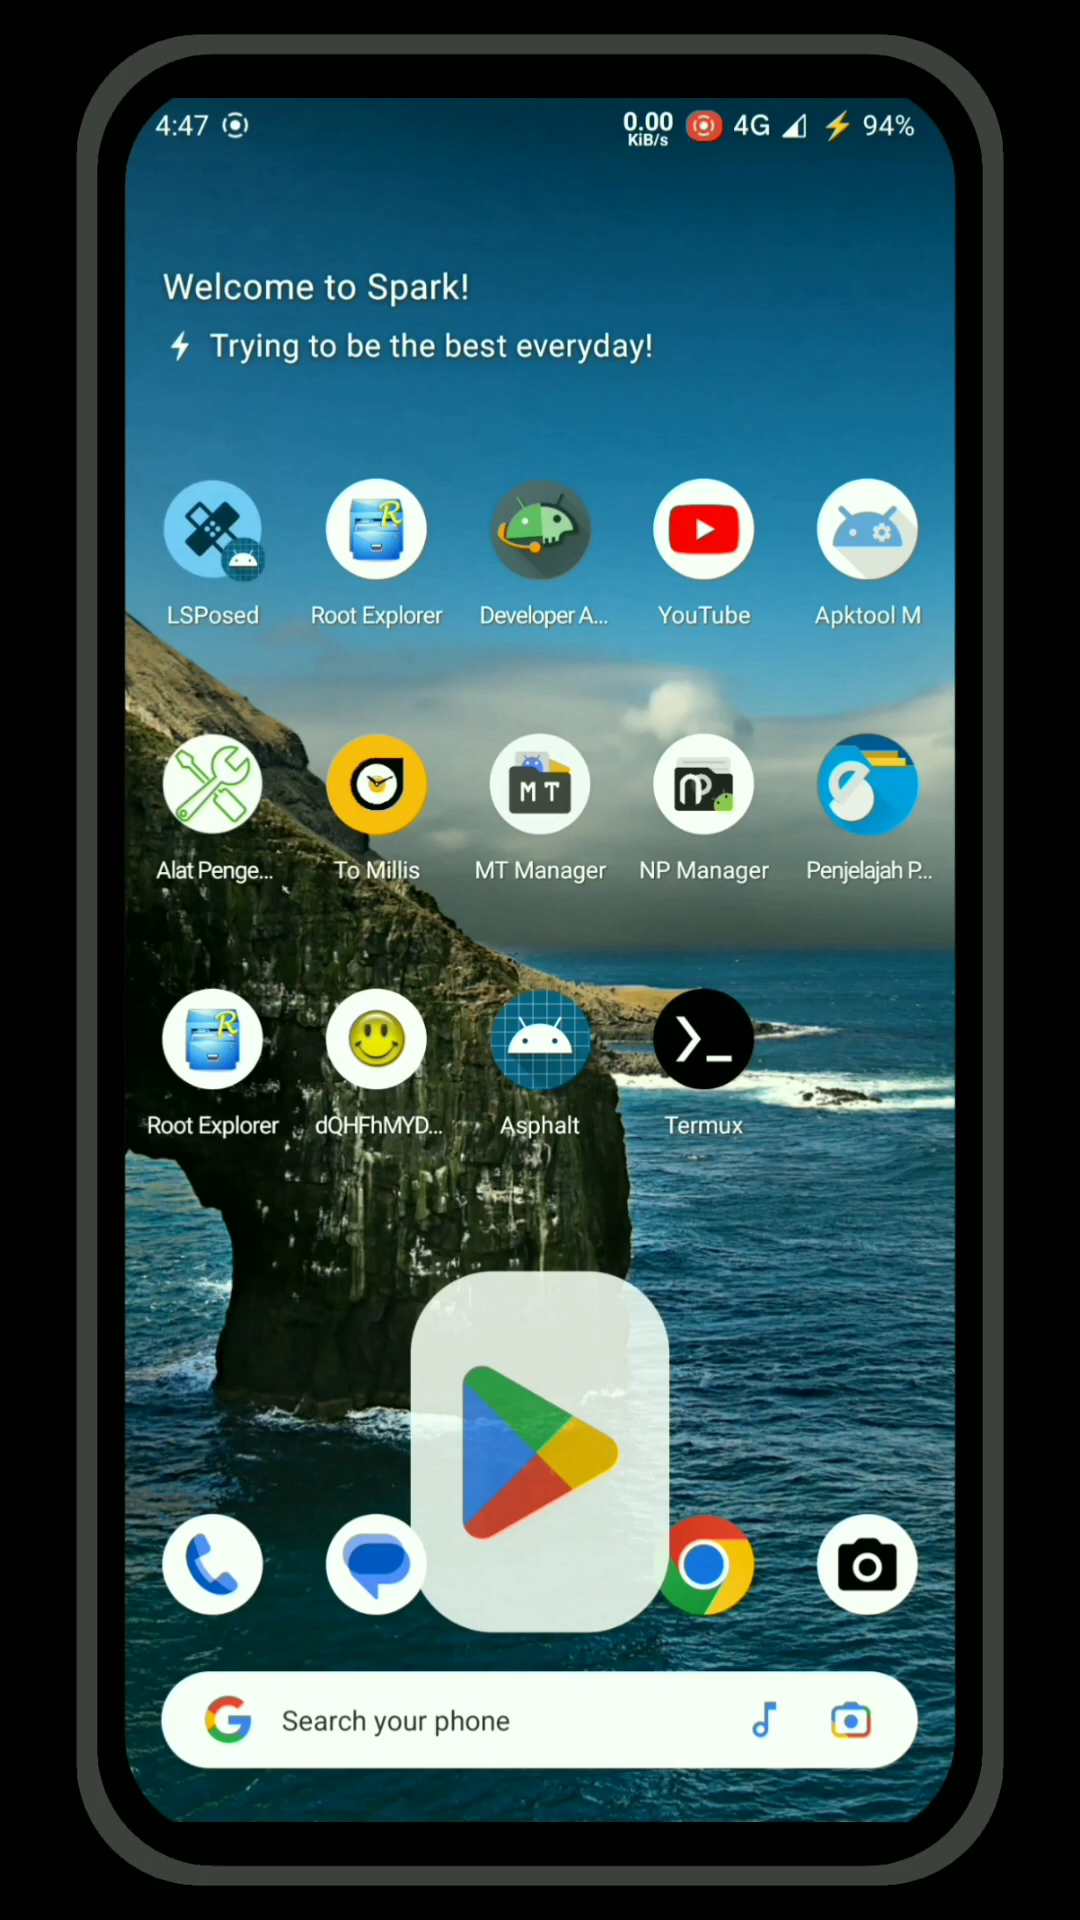 4:47 0.00 KiB/s 4G 94%
Welcome to Spark!
Trying to be the best everyday!
LSPosed Root Explorer Developer A... YouTube Apktool M
MT
Alat Penge... To Millis MT Manager NP Manager Penjelajah P...
Root Explorer dQHFhMYD... Asphalt Termux
Search your phone